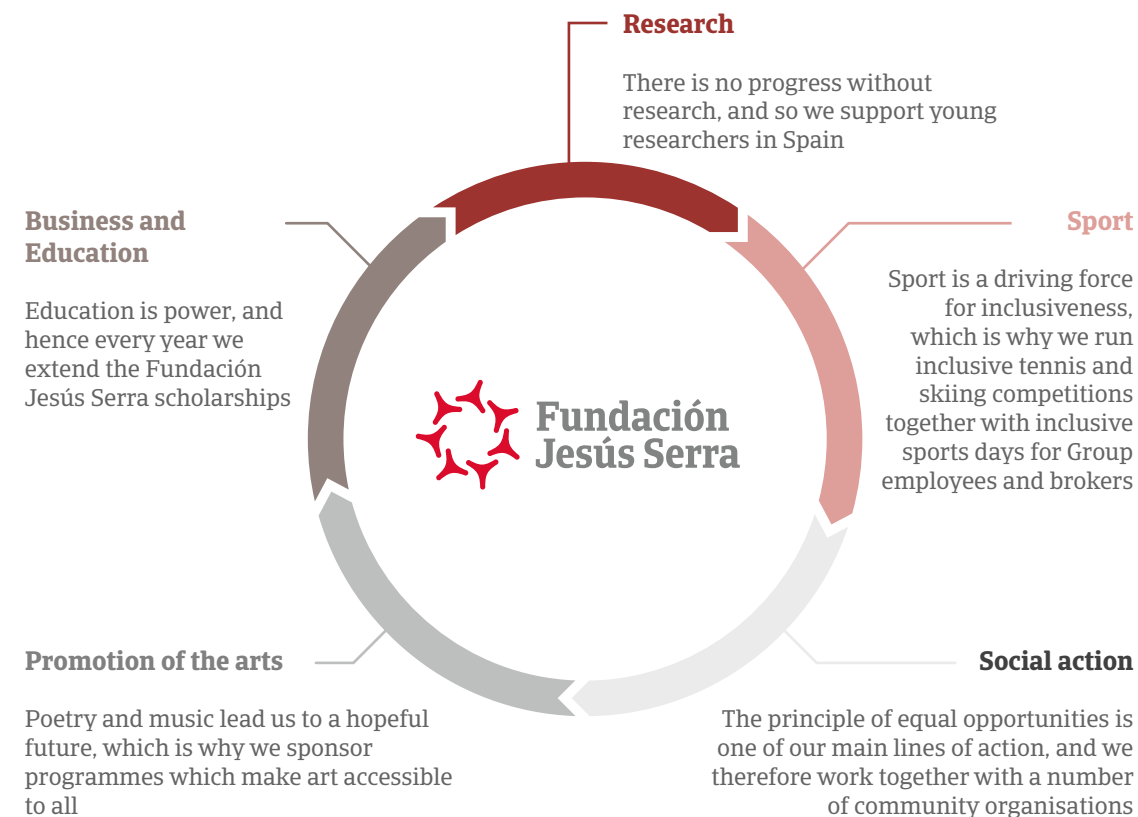 Research
There is no progress without
research, and so we support young
researchers in Spain
Business and
Education
Education is power, and
hence every year we
extend the Fundación
Jesús Serra scholarships
Sport
Sport is a driving force
for inclusiveness,
which is why we run
inclusive tennis and
skiing competitions
together with inclusive
sports days for Group
employees and brokers
Fundación
Jesús Serra
Promotion of the arts
Poetry and music lead us to a hopeful
future, which is why we sponsor
programmes which make art accessible
to all
Social action
The principle of equal opportunities is
one of our main lines of action, and we
therefore work together with a number
of community organisations